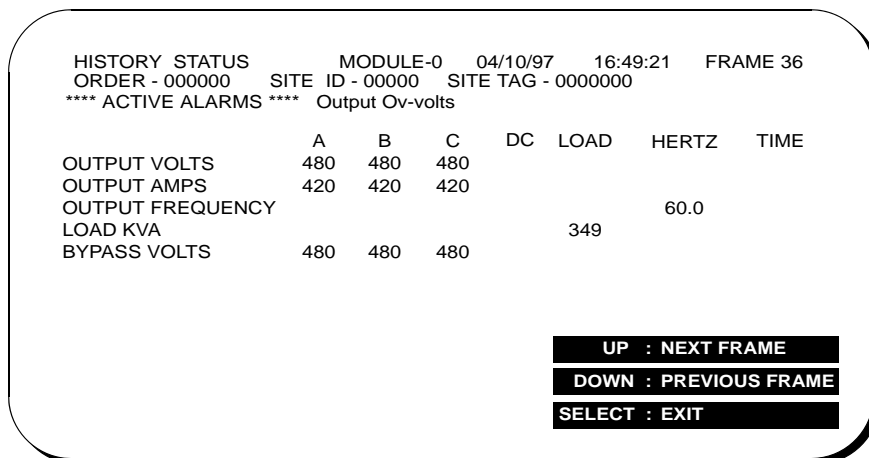 HISTORY STATUS MODULE-0 04/10/97 16:49:21 FRAME 36
ORDER - 000000 SITE ID - 00000 SITE TAG - 0000000
**** ACTIVE ALARMS **** Output Ov-volts
A B C DC LOAD HERTZ TIME
OUTPUT VOLTS 480 480 480
OUTPUT AMPS 420 420 420
OUTPUT FREQUENCY 60.0
LOAD KVA 349
BYPASS VOLTS 480 480 480
UP : NEXT FRAME
DOWN : PREVIOUS FRAME
SELECT : EXIT